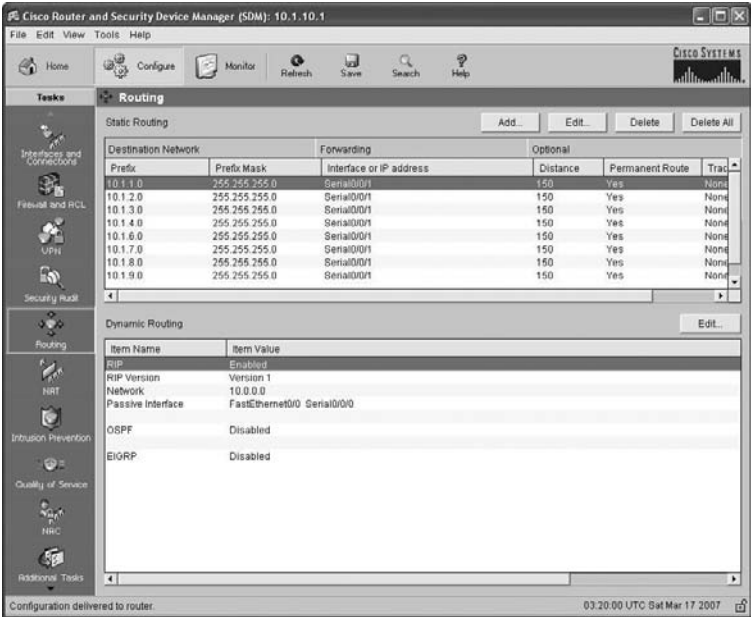 Cisco Router and Security Device Manager (SDM): 10.1.10.1
File Edit View Tools Help
Home Configure Monitor Refresh Save Search Help
CISCO SYSTEMS
Tasks
Routing
Interfaces and Connections
Firewall and ACL
VPN
Security Audit
Routing
NAT
Intrusion Prevention
Quality of Service
NAC
Additional Tasks
Static Routing Add... Edit... Delete Delete All
Destination Network Forwarding Optional
Prefix Prefix Mask Interface or IP address Distance Permanent Route Trac
10.1.1.0 255.255.255.0 Serial0/0/1 150 Yes None
10.1.2.0 255.255.255.0 Serial0/0/1 150 Yes None
10.1.3.0 255.255.255.0 Serial0/0/1 150 Yes None
10.1.4.0 255.255.255.0 Serial0/0/1 150 Yes None
10.1.6.0 255.255.255.0 Serial0/0/1 150 Yes None
10.1.7.0 255.255.255.0 Serial0/0/1 150 Yes None
10.1.8.0 255.255.255.0 Serial0/0/1 150 Yes None
10.1.9.0 255.255.255.0 Serial0/0/1 150 Yes None
Dynamic Routing Edit...
Item Name Item Value
RIP Enabled
RIP Version Version 1
Network 10.0.0.0
Passive Interface FastEthernet0/0 Serial0/0/0
OSPF Disabled
EIGRP Disabled
Configuration delivered to router. 03:20:00 UTC Sat Mar 17 2007